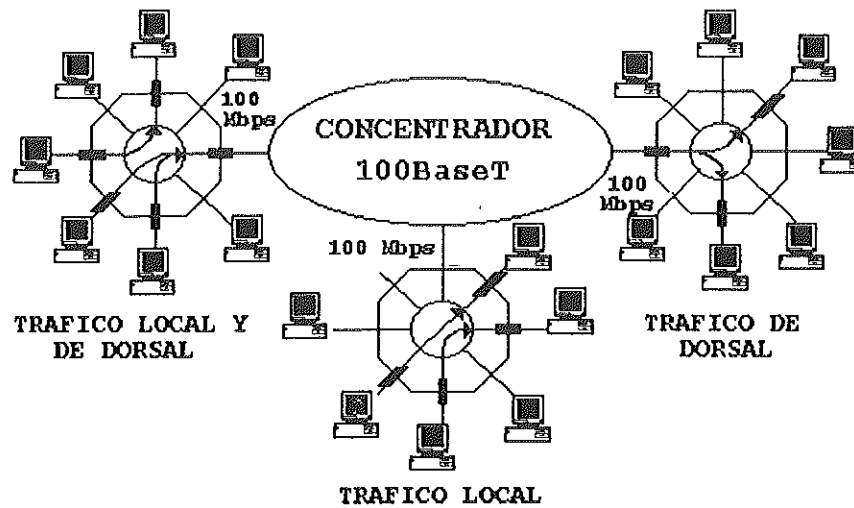 100
Mbps
CONCENTRADOR
100BaseT
100
Mbps
100 Mbps
TRAFICO LOCAL Y
DE DORSAL
TRAFICO DE
DORSAL
TRAFICO LOCAL